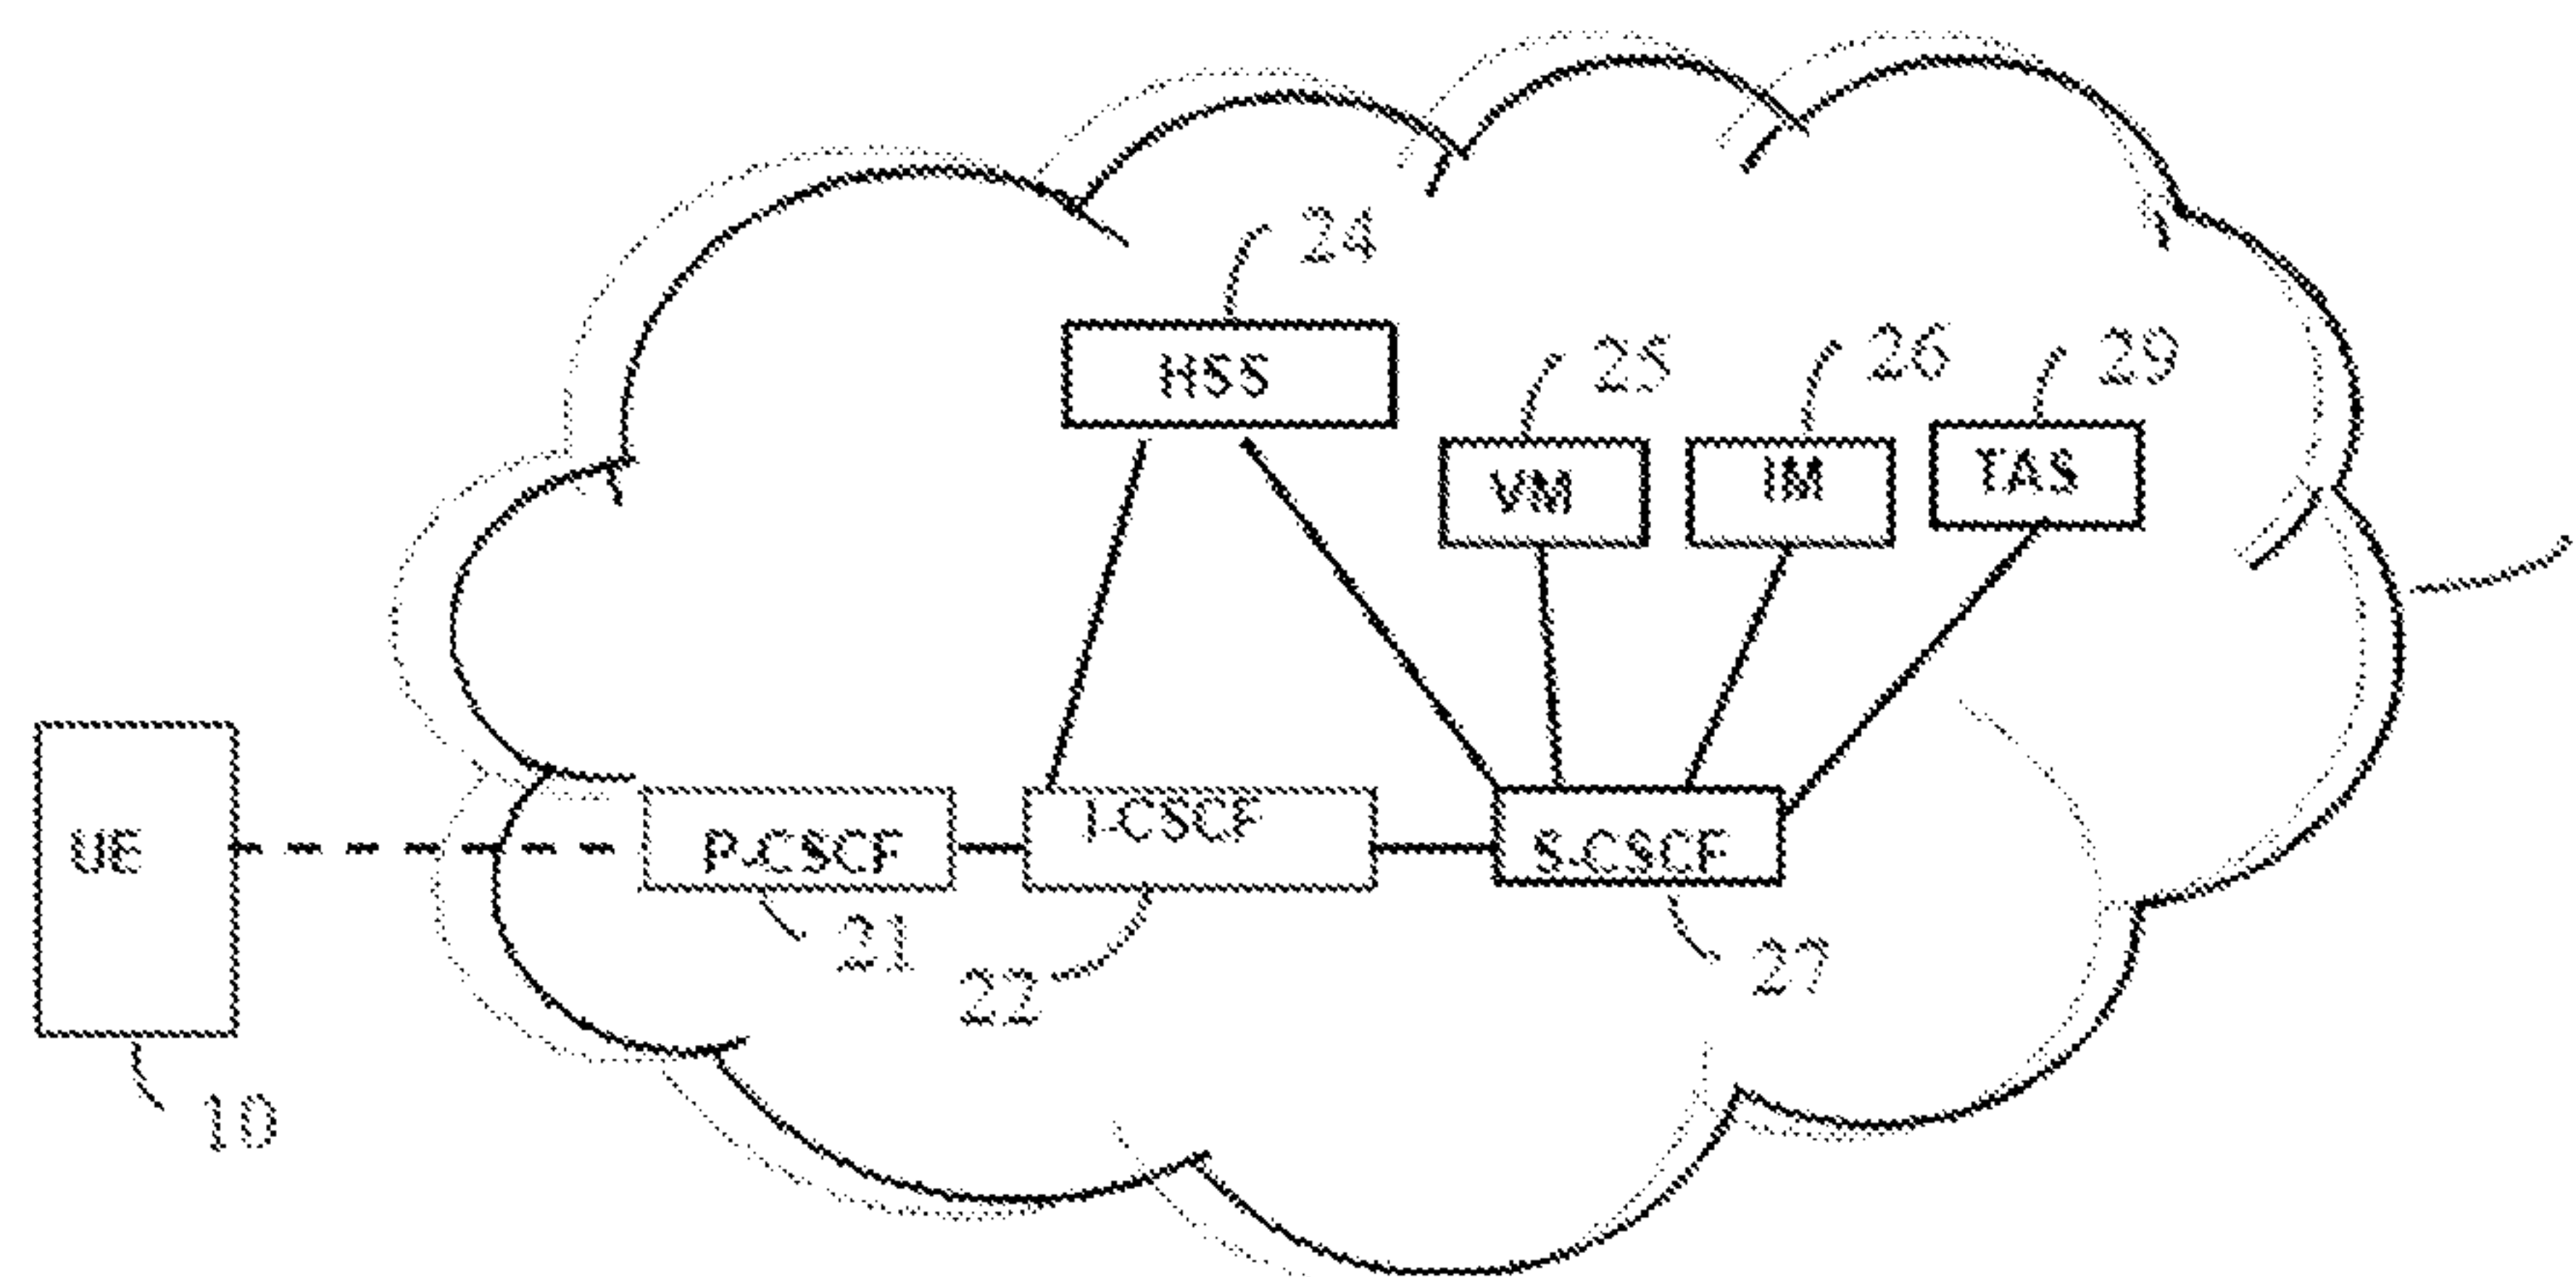 24
HSS
25
26
29
VM
IM
TAS
UE
P-CSCF
I-CSCF
S-CSCF
21
22
27
10